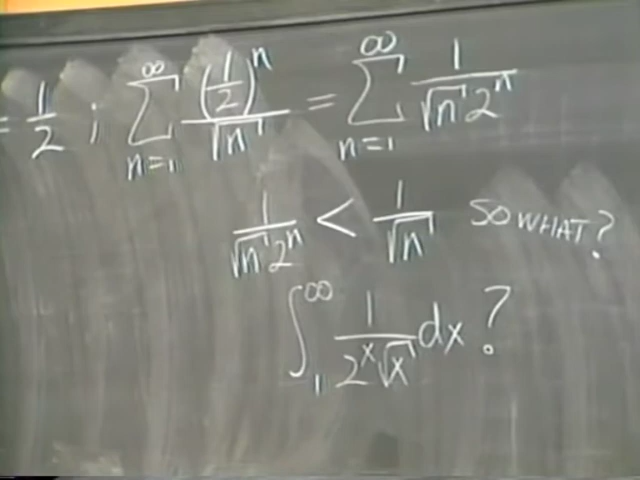 = 1/2 ; ∑_{n=1}^{∞} (1/2)^n/√n = ∑_{n=1}^{∞} 1/(√n 2^n)
1/(√n 2^n) < 1/√n SO WHAT?
∫_1^∞ 1/(2^x √x) dx ?